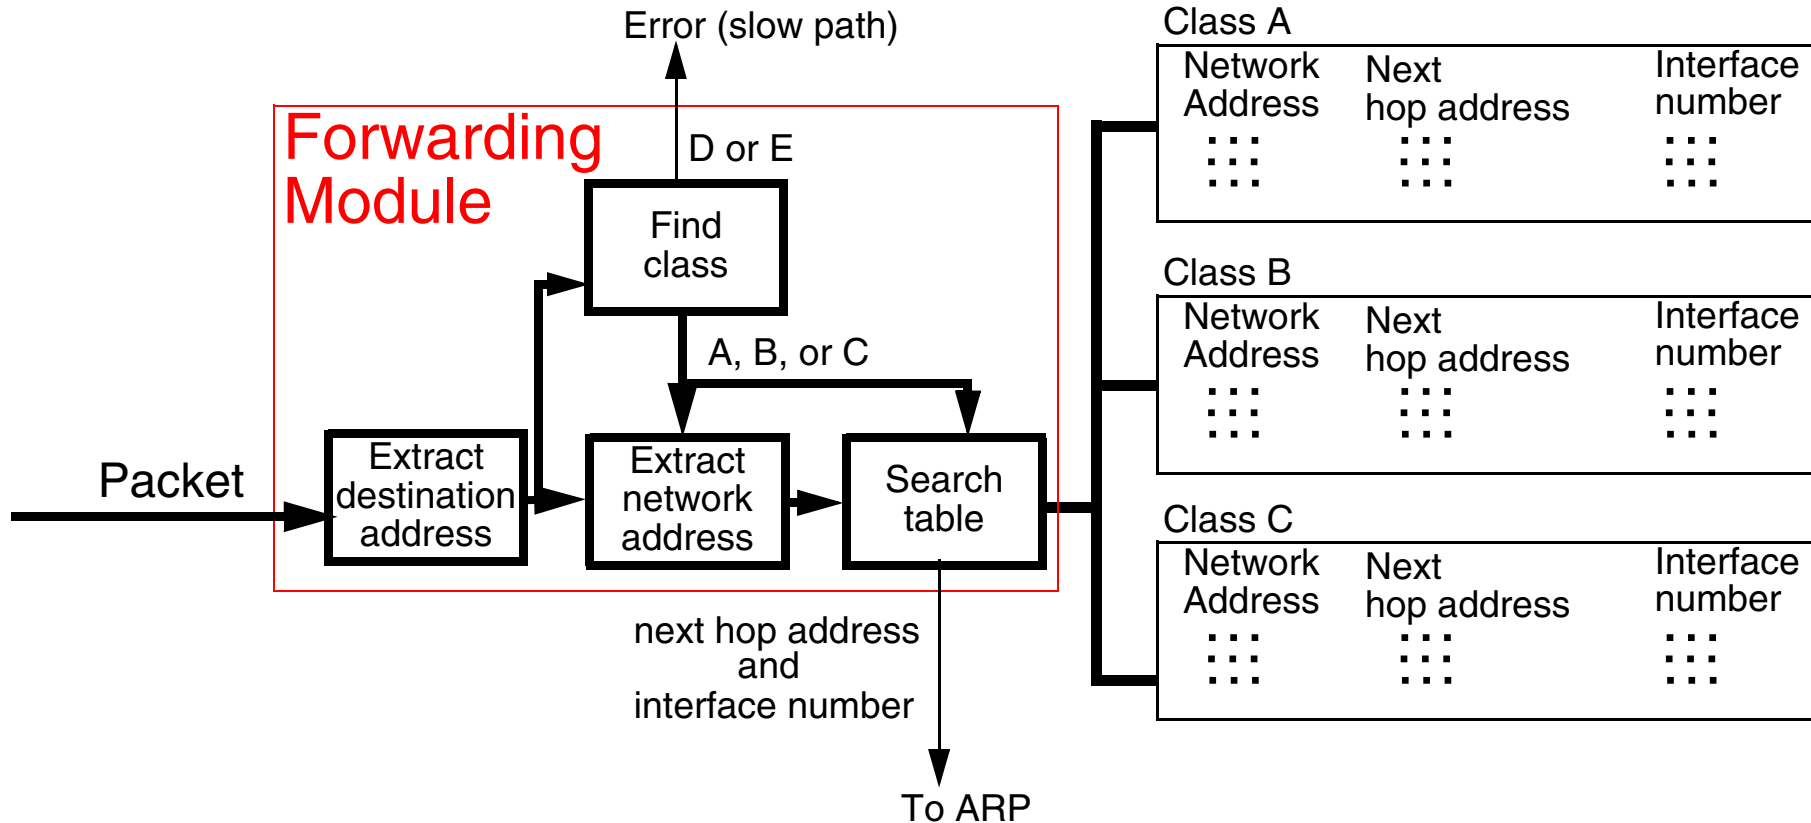 Error (slow path)
Forwarding
Module
D or E
Find
class
A, B, or C
Packet
Extract
destination
address
Extract
network
address
Search
table
next hop address
and
interface number
To ARP
Class A
Network
Address
Next
hop address
Interface
number
Class B
Network
Address
Next
hop address
Interface
number
Class C
Network
Address
Next
hop address
Interface
number